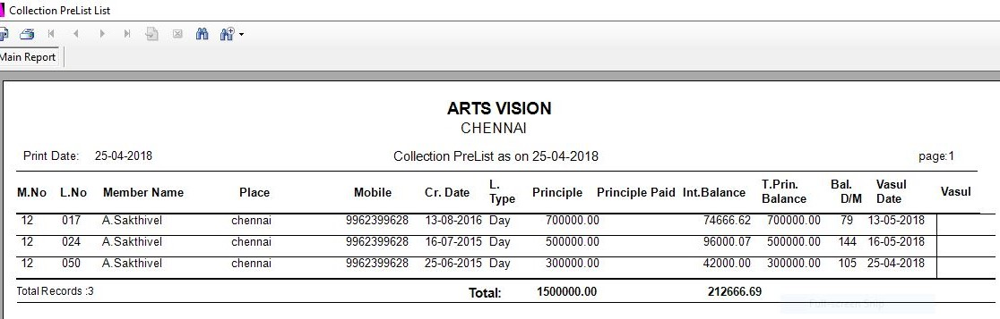 Collection PreList List
Main Report
ARTS VISION
CHENNAI
Print Date: 25-04-2018 Collection PreList as on 25-04-2018 page:1
M.No L.No Member Name Place Mobile Cr. Date L. Type Principle Principle Paid Int.Balance T.Prin. Balance Bal. D/M Vasul Date Vasul
12 017 A.Sakthivel chennai 9962399628 13-08-2016 Day 700000.00 74666.62 700000.00 79 13-05-2018
12 024 A.Sakthivel chennai 9962399628 16-07-2015 Day 500000.00 96000.07 500000.00 144 16-05-2018
12 050 A.Sakthivel chennai 9962399628 25-06-2015 Day 300000.00 42000.00 300000.00 105 25-04-2018
Total Records :3 Total: 1500000.00 212666.69
Full-screen Snip